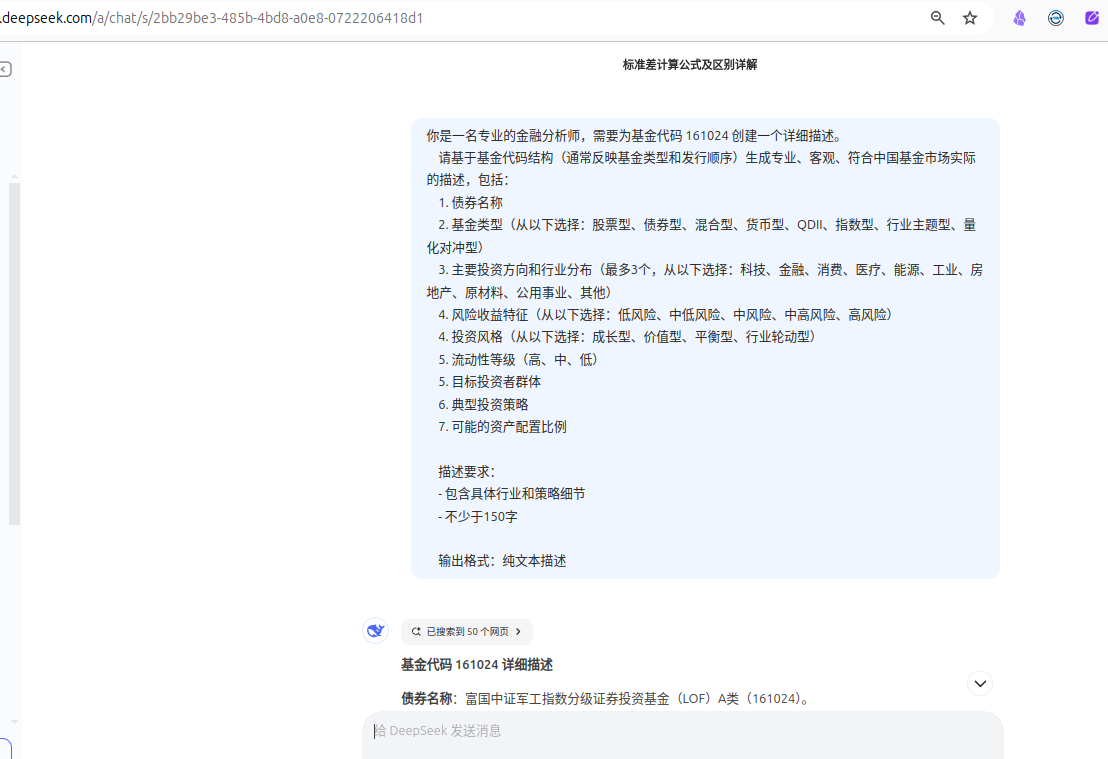 .deepseek.com/a/chat/s/2bb29be3-485b-4bd8-a0e8-0722206418d1
标准差计算公式及区别详解
你是一名专业的金融分析师，需要为基金代码 161024 创建一个详细描述。
请基于基金代码结构（通常反映基金类型和发行顺序）生成专业、客观、符合中国基金市场实际
的描述，包括：
1. 债券名称
2. 基金类型（从以下选择：股票型、债券型、混合型、货币型、QDII、指数型、行业主题型、量
化对冲型）
3. 主要投资方向和行业分布（最多3个，从以下选择：科技、金融、消费、医疗、能源、工业、房
地产、原材料、公用事业、其他）
4. 风险收益特征（从以下选择：低风险、中低风险、中风险、中高风险、高风险）
4. 投资风格（从以下选择：成长型、价值型、平衡型、行业轮动型）
5. 流动性等级（高、中、低）
5. 目标投资者群体
6. 典型投资策略
7. 可能的资产配置比例
描述要求：
- 包含具体行业和策略细节
- 不少于150字
输出格式：纯文本描述
已搜索到 50 个网页
基金代码 161024 详细描述
债券名称：富国中证军工指数分级证券投资基金（LOF）A类（161024）。
给 DeepSeek 发送消息